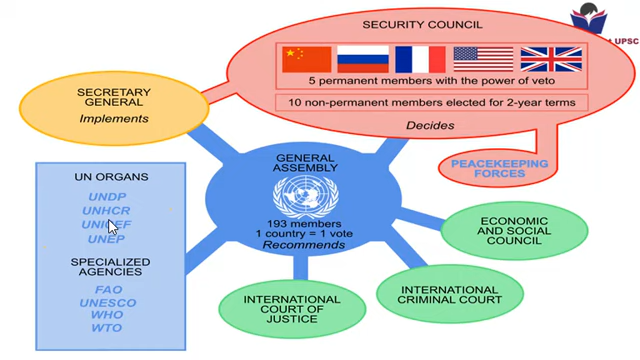 SECURITY COUNCIL
UPSC
5 permanent members with the power of veto
10 non-permanent members elected for 2-year terms
Decides
SECRETARY
GENERAL
Implements
PEACEKEEPING
FORCES
GENERAL
ASSEMBLY
193 members
1 country = 1 vote
Recommends
UN ORGANS
UNDP
UNHCR
UNEP
SPECIALIZED
AGENCIES
FAO
UNESCO
WHO
WTO
ECONOMIC
AND SOCIAL
COUNCIL
INTERNATIONAL
CRIMINAL COURT
INTERNATIONAL
COURT OF
JUSTICE